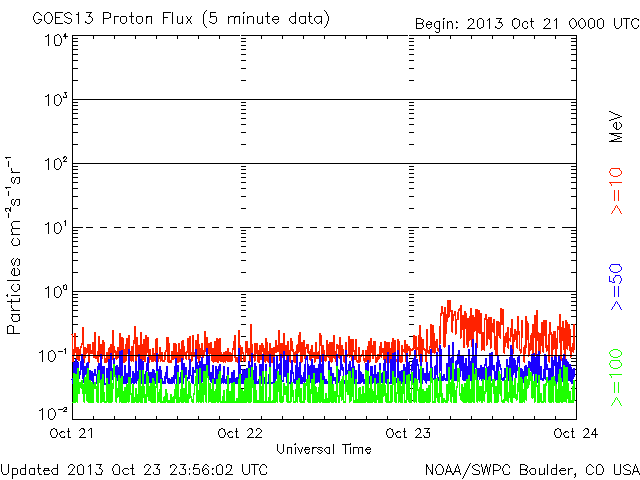 GOES13 Proton Flux (5 minute data)
Begin: 2013 Oct 21 0000 UTC
10⁴
10³
10²
10¹
10⁰
10⁻¹
10⁻²
Particles cm⁻²s⁻¹sr⁻¹
MeV
>=10
>=50
>=100
Oct 21
Oct 22
Oct 23
Oct 24
Universal Time
Updated 2013 Oct 23 23:56:02 UTC
NOAA/SWPC Boulder, CO USA